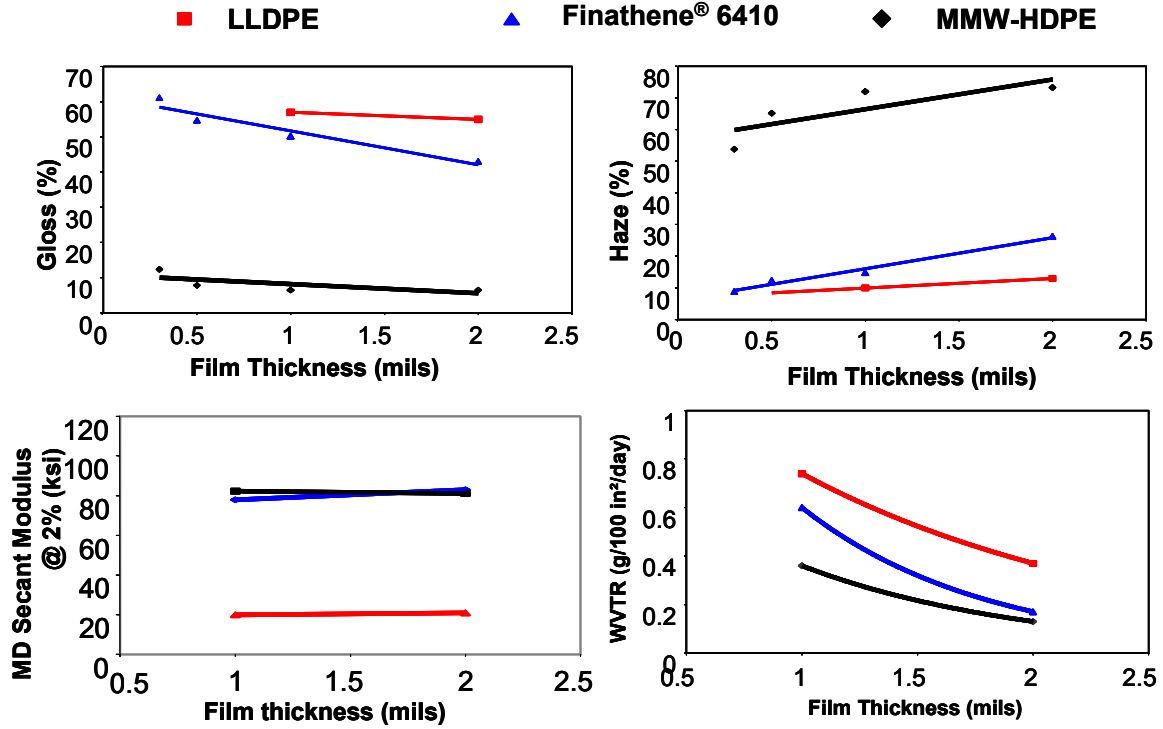 LLDPE Finathene® 6410 MMW-HDPE
70
60
50
40
30
20
10
0
Gloss (%)
0 0.5 1 1.5 2 2.5
Film Thickness (mils)
80
70
60
50
40
30
20
10
0
Haze (%)
0 0.5 1 1.5 2 2.5
Film Thickness (mils)
120
100
80
60
40
20
0
MD Secant Modulus
@ 2% (ksi)
0.5 1 1.5 2 2.5
Film thickness (mils)
1
0.8
0.6
0.4
0.2
0
WVTR (g/100 in²/day)
0.5 1 1.5 2 2.5
Film Thickness (mils)